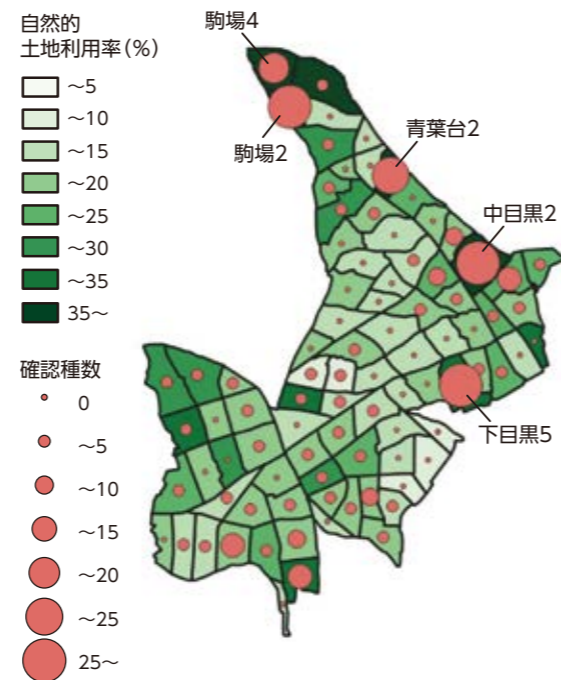 自然的
土地利用率(%)
～5
～10
～15
～20
～25
～30
～35
35～
確認種数
0
～5
～10
～15
～20
～25
25～
駒場4
駒場2
青葉台2
中目黒2
下目黒5